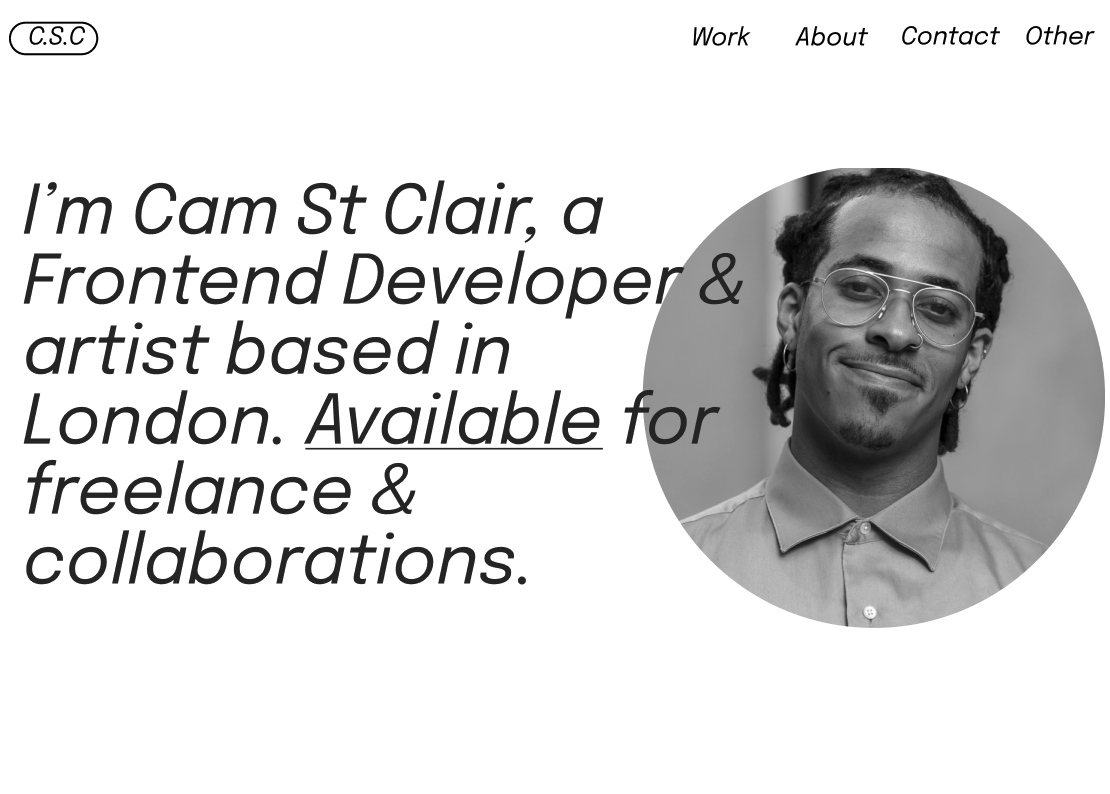 C.S.C
Work About Contact Other
I’m Cam St Clair, a
Frontend Developer &
artist based in
London. Available for
freelance &
collaborations.